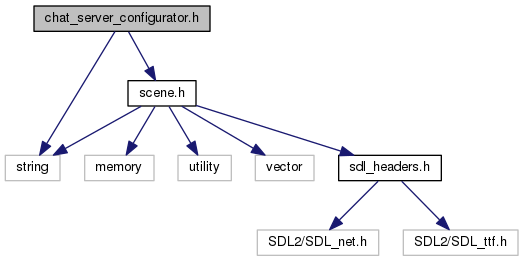 chat_server_configurator.h
scene.h
string
memory
utility
vector
sdl_headers.h
SDL2/SDL_net.h
SDL2/SDL_ttf.h